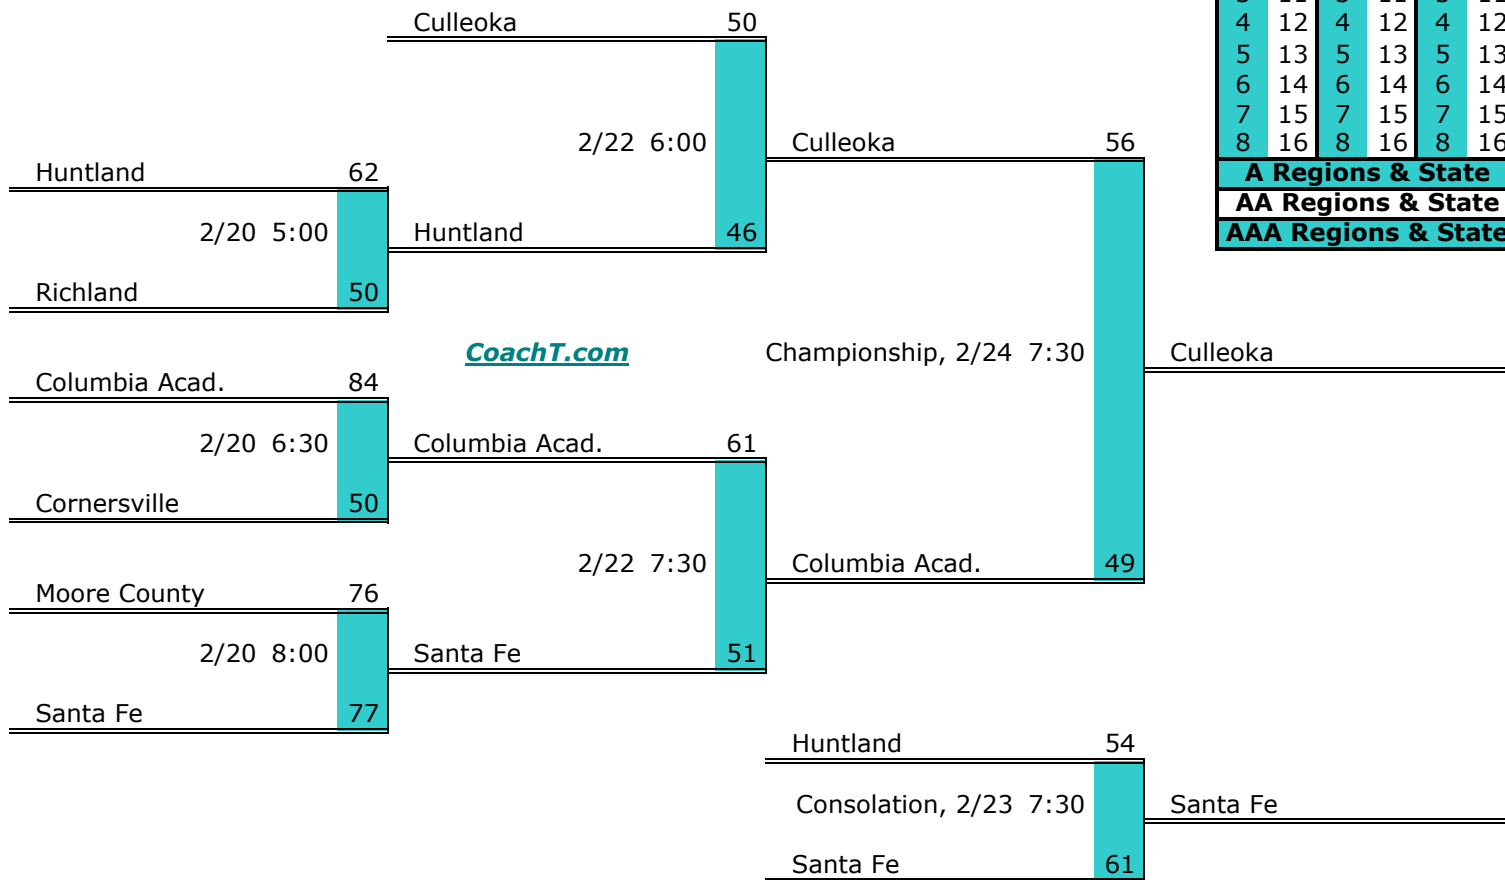 Culleoka 50
4 12 4 12 4 12
5 13 5 13 5 13
6 14 6 14 6 14
7 15 7 15 7 15
2/22 6:00 Culleoka 56
8 16 8 16 8 16
Huntland 62
A Regions & State
AA Regions & State
2/20 5:00 Huntland 46
AAA Regions & State
Richland 50
CoachT.com Championship, 2/24 7:30 Culleoka
Columbia Acad. 84
2/20 6:30 Columbia Acad. 61
Cornersville 50
2/22 7:30 Columbia Acad. 49
Moore County 76
2/20 8:00 Santa Fe 51
Santa Fe 77
Huntland 54
Consolation, 2/23 7:30 Santa Fe
Santa Fe 61